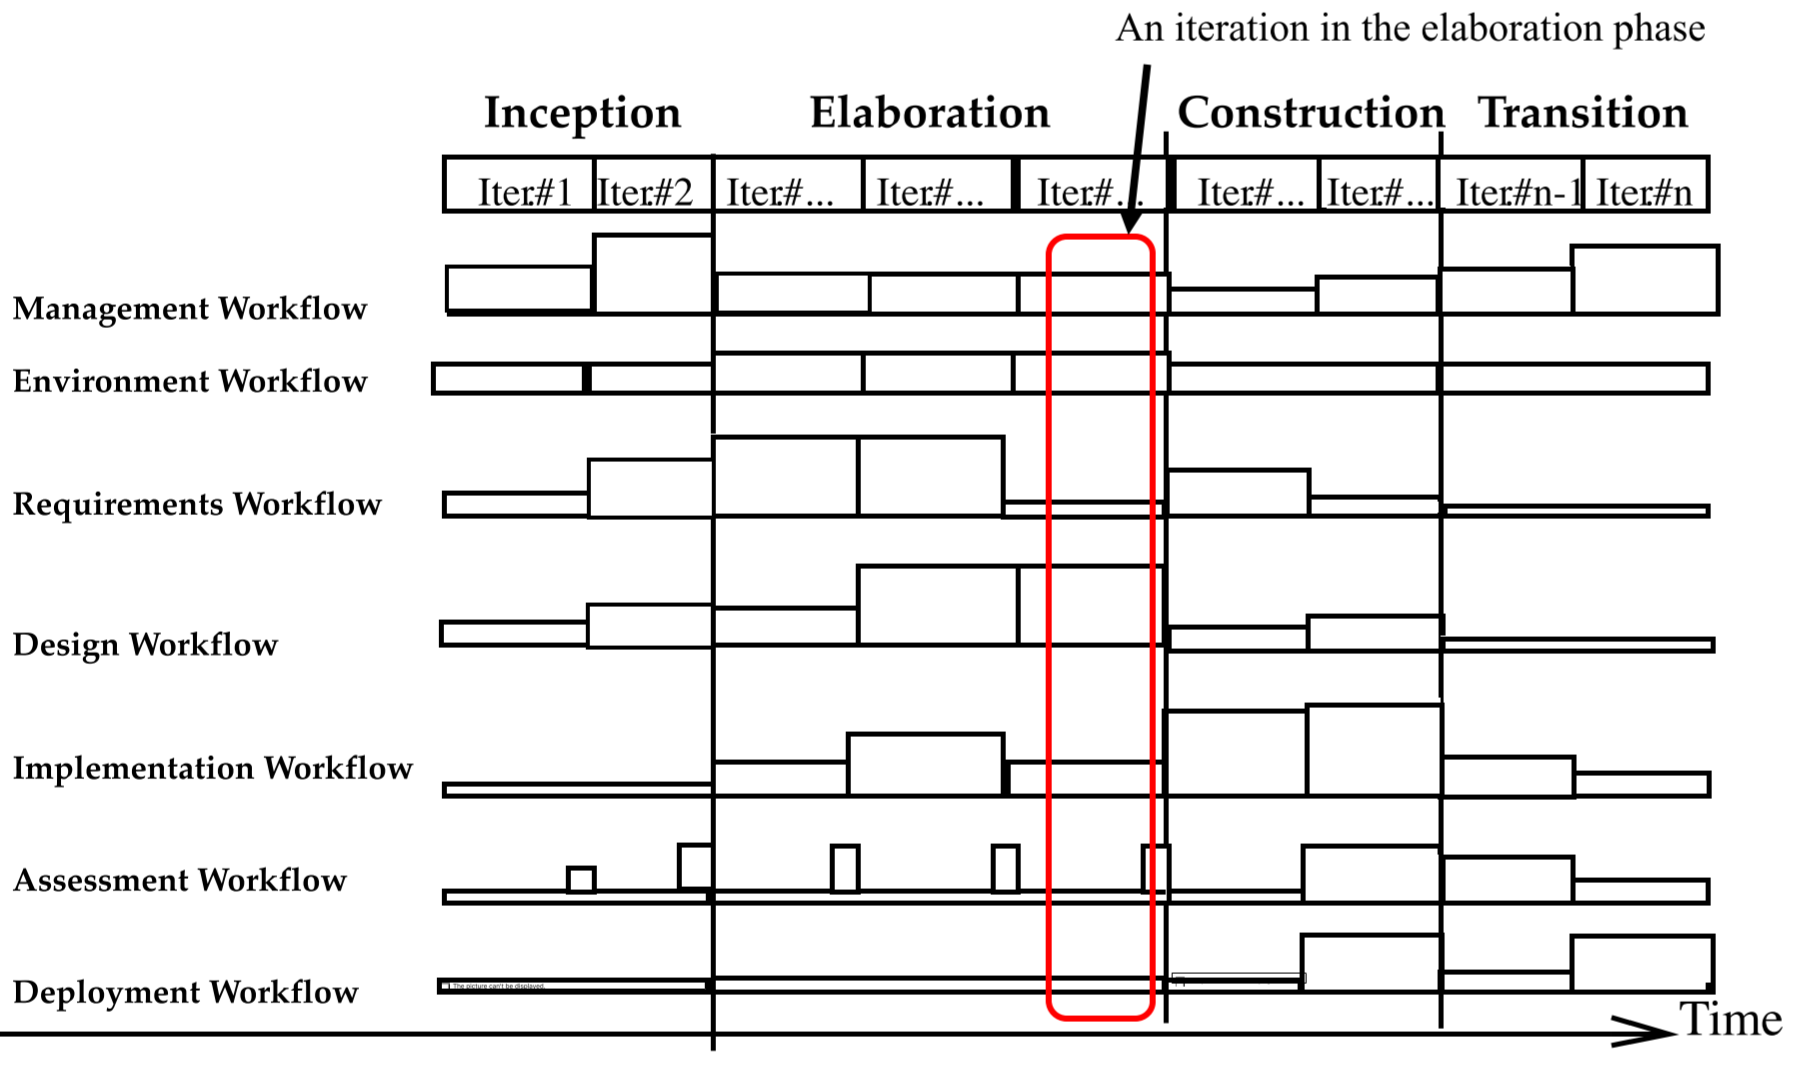 An iteration in the elaboration phase
Inception Elaboration Construction Transition
Iter.#1 Iter.#2 Iter.#... Iter.#... Iter.#... Iter.#... Iter.#... Iter.#n-1 Iter.#n
Management Workflow
Environment Workflow
Requirements Workflow
Design Workflow
Implementation Workflow
Assessment Workflow
Deployment Workflow
The picture can't be displayed.
Time